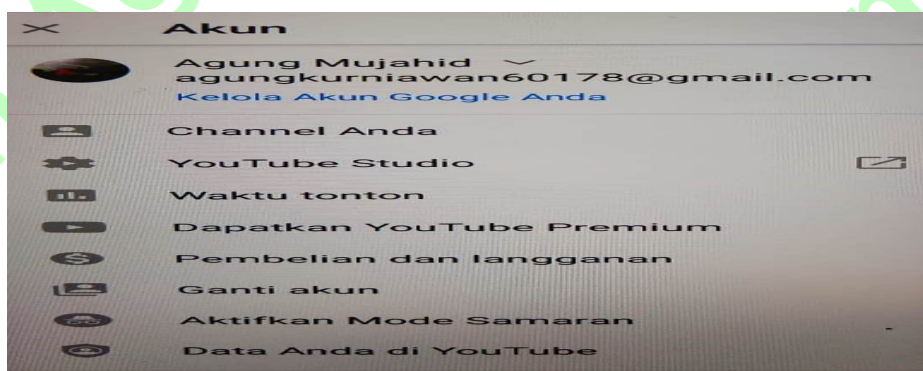 Akun
Agung Mujahid
agungkurniawan60178@gmail.com
Kelola Akun Google Anda
Channel Anda
YouTube Studio
Waktu tonton
Dapatkan YouTube Premium
Pembelian dan langganan
Ganti akun
Aktifkan Mode Samaran
Data Anda di YouTube